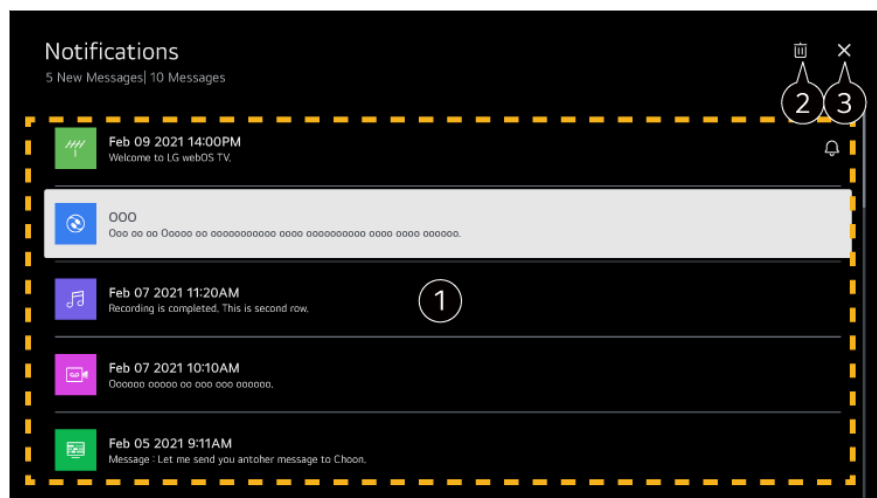 Notifications
5 New Messages| 10 Messages
2 3
Feb 09 2021 14:00PM
Welcome to LG webOS TV.
OOO
Ooo oo oo Ooooo oo ooooooooooo oooo oooooooooo oooo oooo oooooo.
Feb 07 2021 11:20AM
Recording is completed. This is second row.
1
Feb 07 2021 10:10AM
Oooooo ooooo oo ooo ooo oooooo.
Feb 05 2021 9:11AM
Message : Let me send you antoher message to Choon.